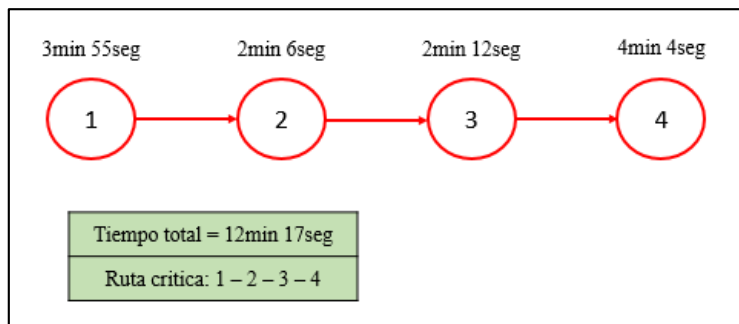 3min 55seg 2min 6seg 2min 12seg 4min 4seg
1 2 3 4
Tiempo total = 12min 17seg
Ruta critica: 1 – 2 – 3 – 4